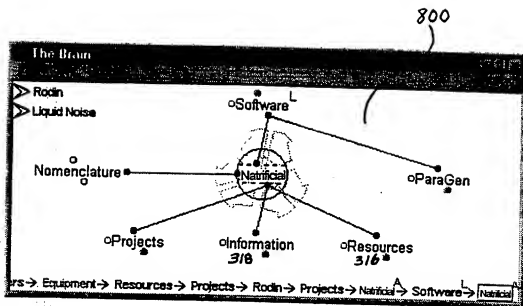 800
The Brain
Rodin
Liquid Noise
Software L
Nomenclature
Natrificial
ParaGen
Projects
Information
Resources
318
316
rs→ Equipment→ Resources→ Projects→ Rodin→ Projects→ Natrificial A→ Software L→ Natrificial A